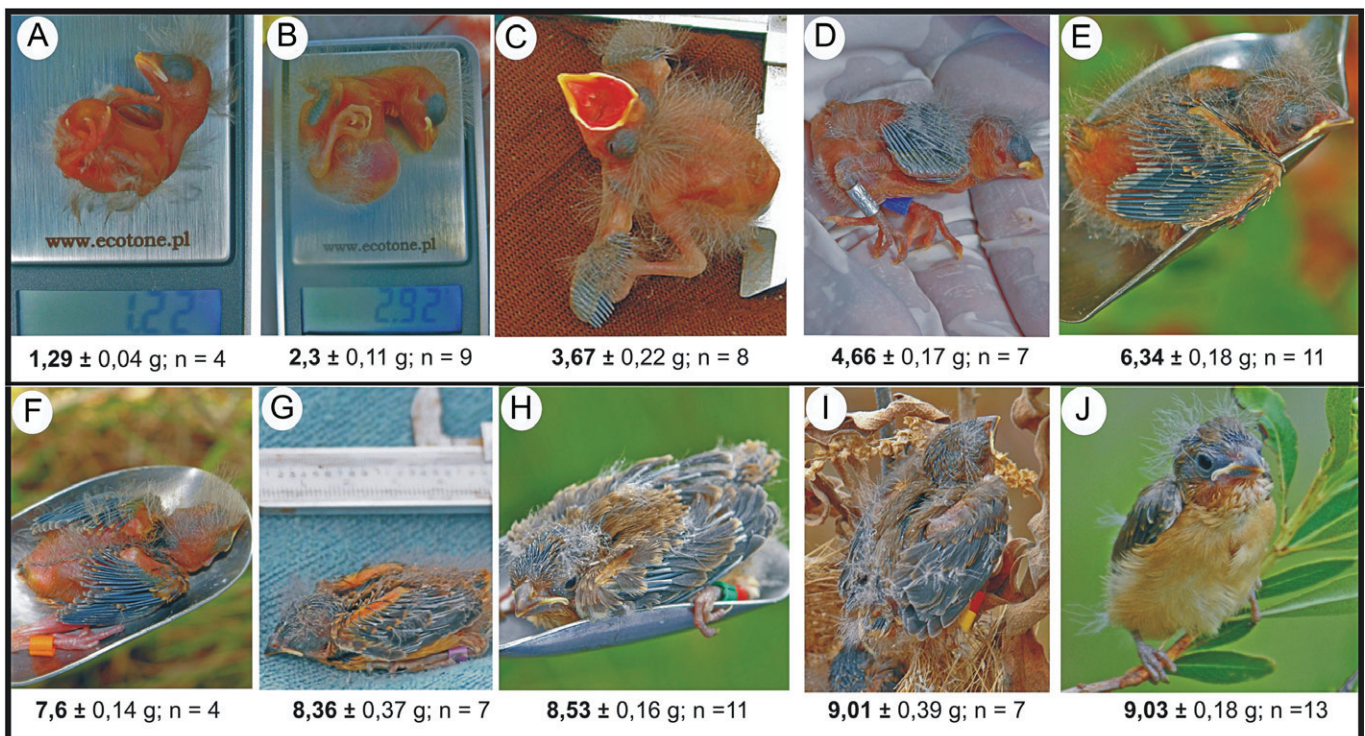 A
B
C
D
E
www.ecotone.pl
www.ecotone.pl
1.22
2.92
1,29 ± 0,04 g; n = 4
2,3 ± 0,11 g; n = 9
3,67 ± 0,22 g; n = 8
4,66 ± 0,17 g; n = 7
6,34 ± 0,18 g; n = 11
F
G
H
I
J
7,6 ± 0,14 g; n = 4
8,36 ± 0,37 g; n = 7
8,53 ± 0,16 g; n =11
9,01 ± 0,39 g; n = 7
9,03 ± 0,18 g; n =13